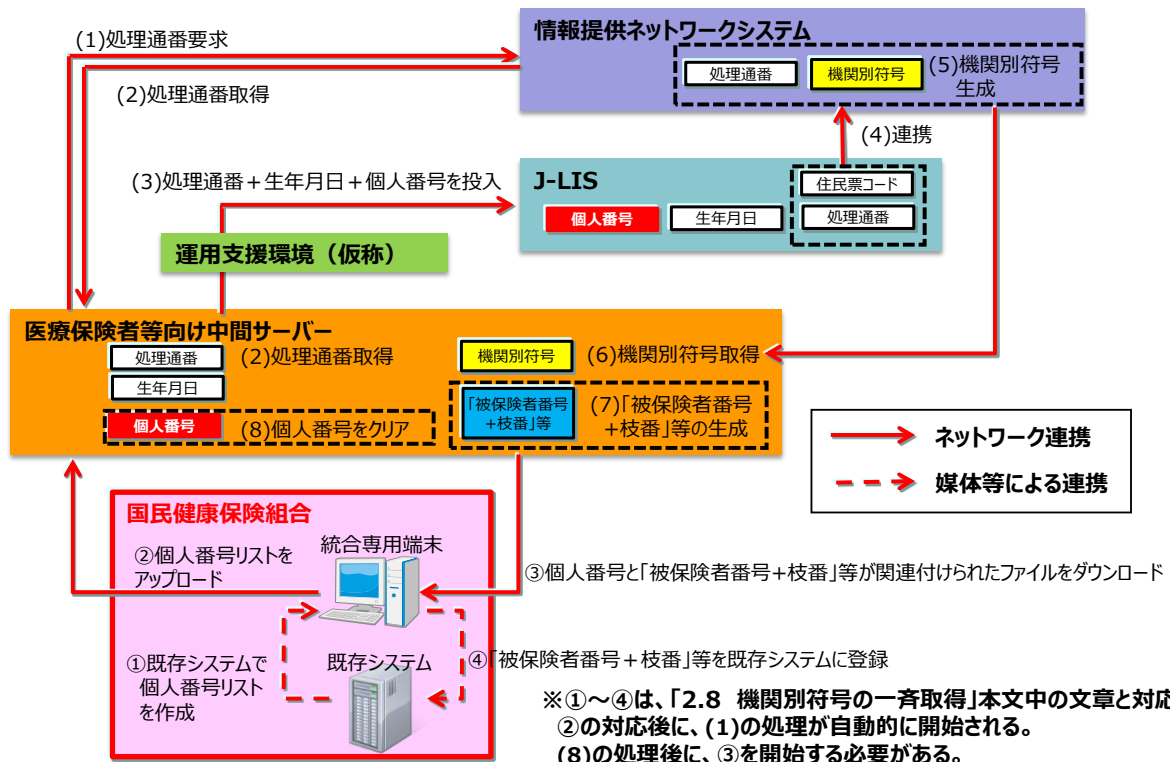 (1)処理通番要求
(2)処理通番取得
情報提供ネットワークシステム
処理通番
機関別符号
(5)機関別符号
生成
(4)連携
(3)処理通番＋生年月日＋個人番号を投入
J-LIS
個人番号
生年月日
住民票コード
処理通番
運用支援環境（仮称）
医療保険者等向け中間サーバー
処理通番
(2)処理通番取得
生年月日
個人番号
(8)個人番号をクリア
機関別符号
(6)機関別符号取得
「被保険者番号
+枝番」等
(7)「被保険者番号
+枝番」等の生成
ネットワーク連携
媒体等による連携
国民健康保険組合
②個人番号リストを
アップロード
統合専用端末
③個人番号と「被保険者番号+枝番」等が関連付けられたファイルをダウンロード
①既存システムで
個人番号リスト
を作成
既存システム
④「被保険者番号＋枝番」等を既存システムに登録
※①～④は、「2.8 機関別符号の一斉取得」本文中の文章と対応
②の対応後に、(1)の処理が自動的に開始される。
(8)の処理後に、③を開始する必要がある。